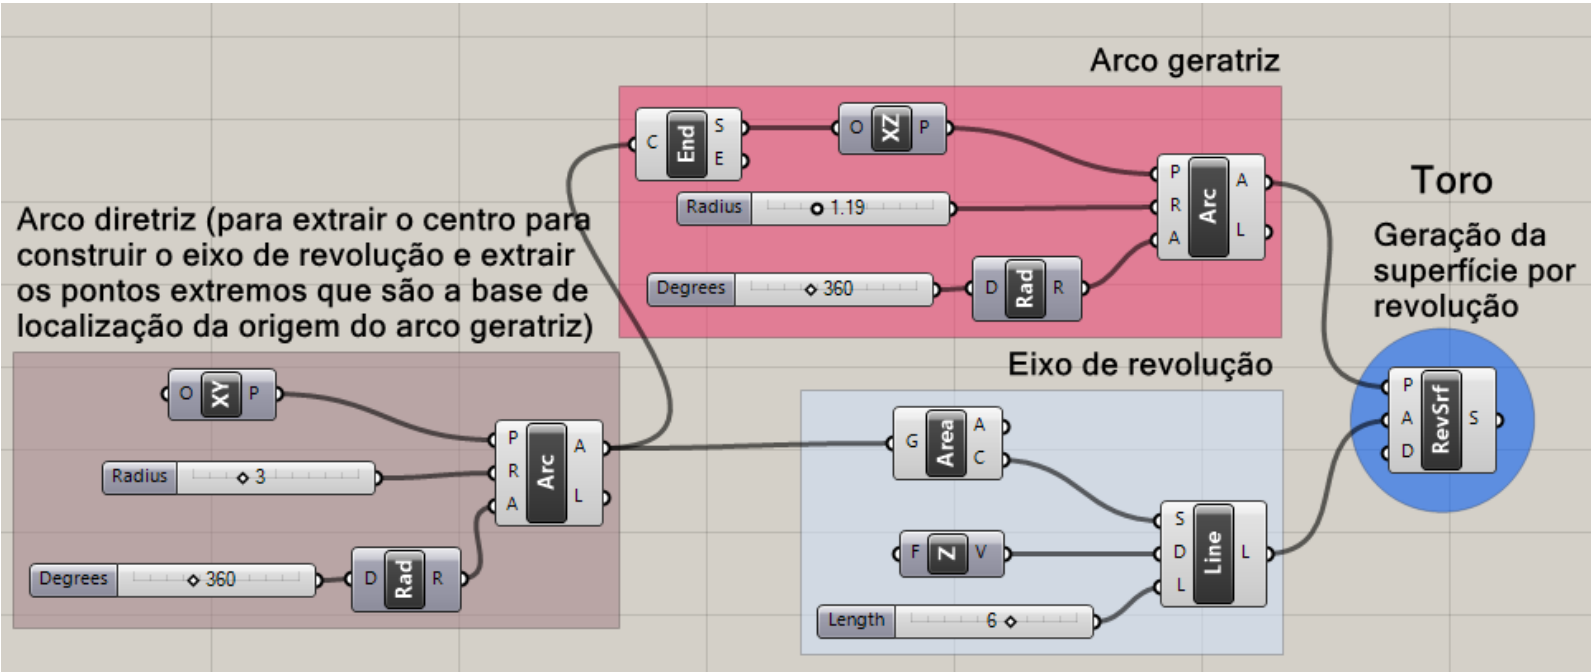 Arco geratriz
End
C
S
E
O
XZ
P
Radius
1.19
Degrees
360
D
Rad
R
P
R
A
Arc
A
L
Toro
Geração da
superfície por
revolução
P
A
D
RevSrf
S
Arco diretriz (para extrair o centro para
construir o eixo de revolução e extrair
os pontos extremos que são a base de
localização da origem do arco geratriz)
O
XY
P
Radius
3
Degrees
360
D
Rad
R
P
R
A
Arc
A
L
Eixo de revolução
G
Area
A
C
F
Z
V
Length
6
S
D
L
Line
L